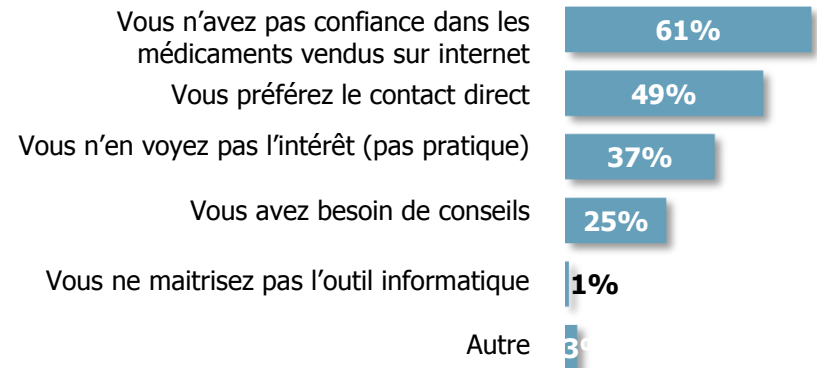 Vous n’avez pas confiance dans les
médicaments vendus sur internet
61%
Vous préférez le contact direct
49%
Vous n’en voyez pas l’intérêt (pas pratique)
37%
Vous avez besoin de conseils
25%
Vous ne maitrisez pas l’outil informatique
1%
Autre
3%